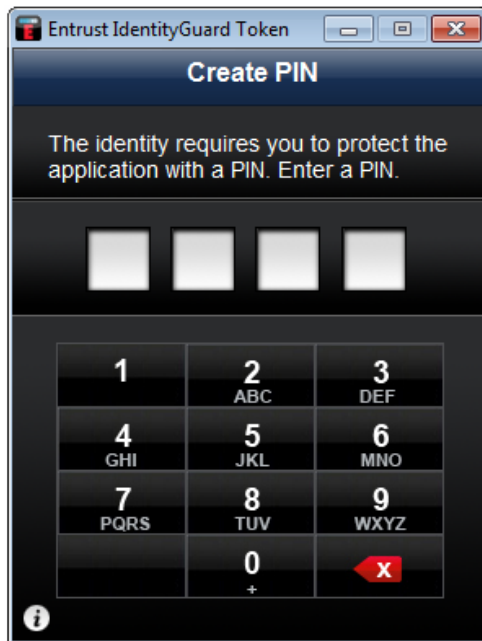 Entrust IdentityGuard Token
Create PIN
The identity requires you to protect the
application with a PIN. Enter a PIN.
1 2 3
ABC DEF
4 5 6
GHI JKL MNO
7 8 9
PQRS TUV WXYZ
0
+